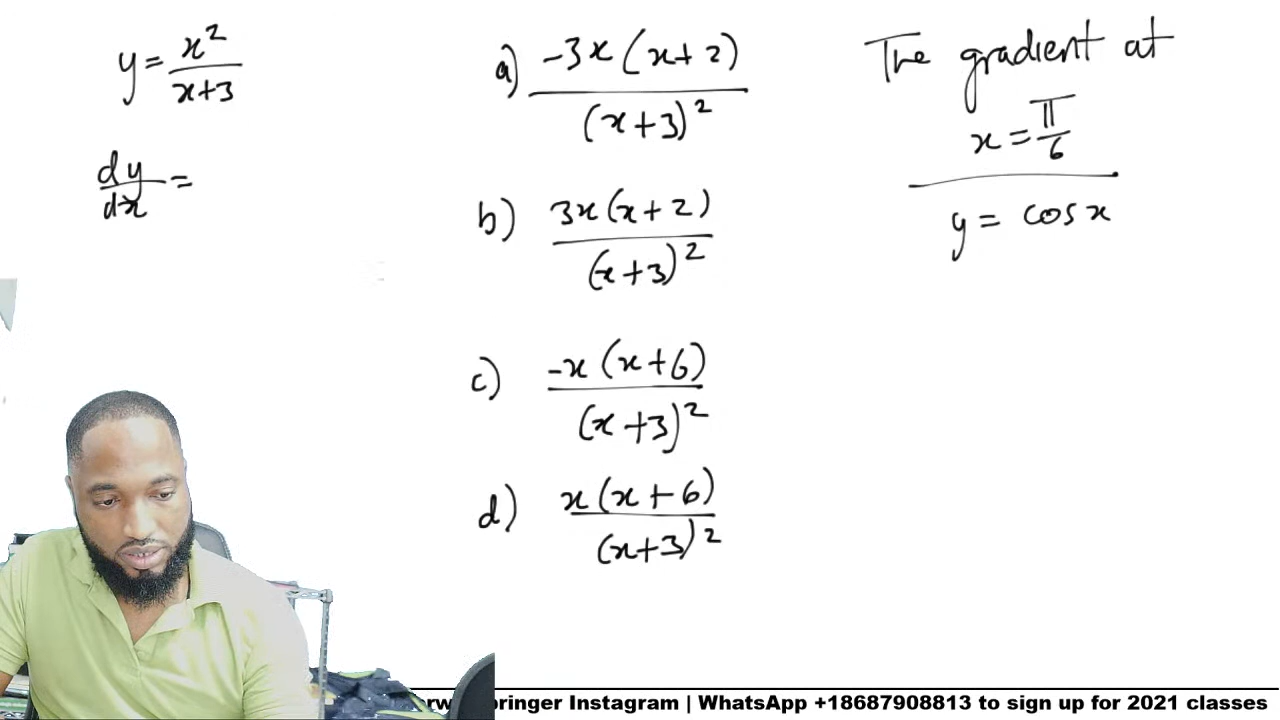 y = x²/(x+3)
dy/dx =
a) -3x(x+2)/(x+3)²
b) 3x(x+2)/(x+3)²
c) -x(x+6)/(x+3)²
d) x(x+6)/(x+3)²
The gradient at
x = π/6
y = cos x
pringer Instagram | WhatsApp +18687908813 to sign up for 2021 classes